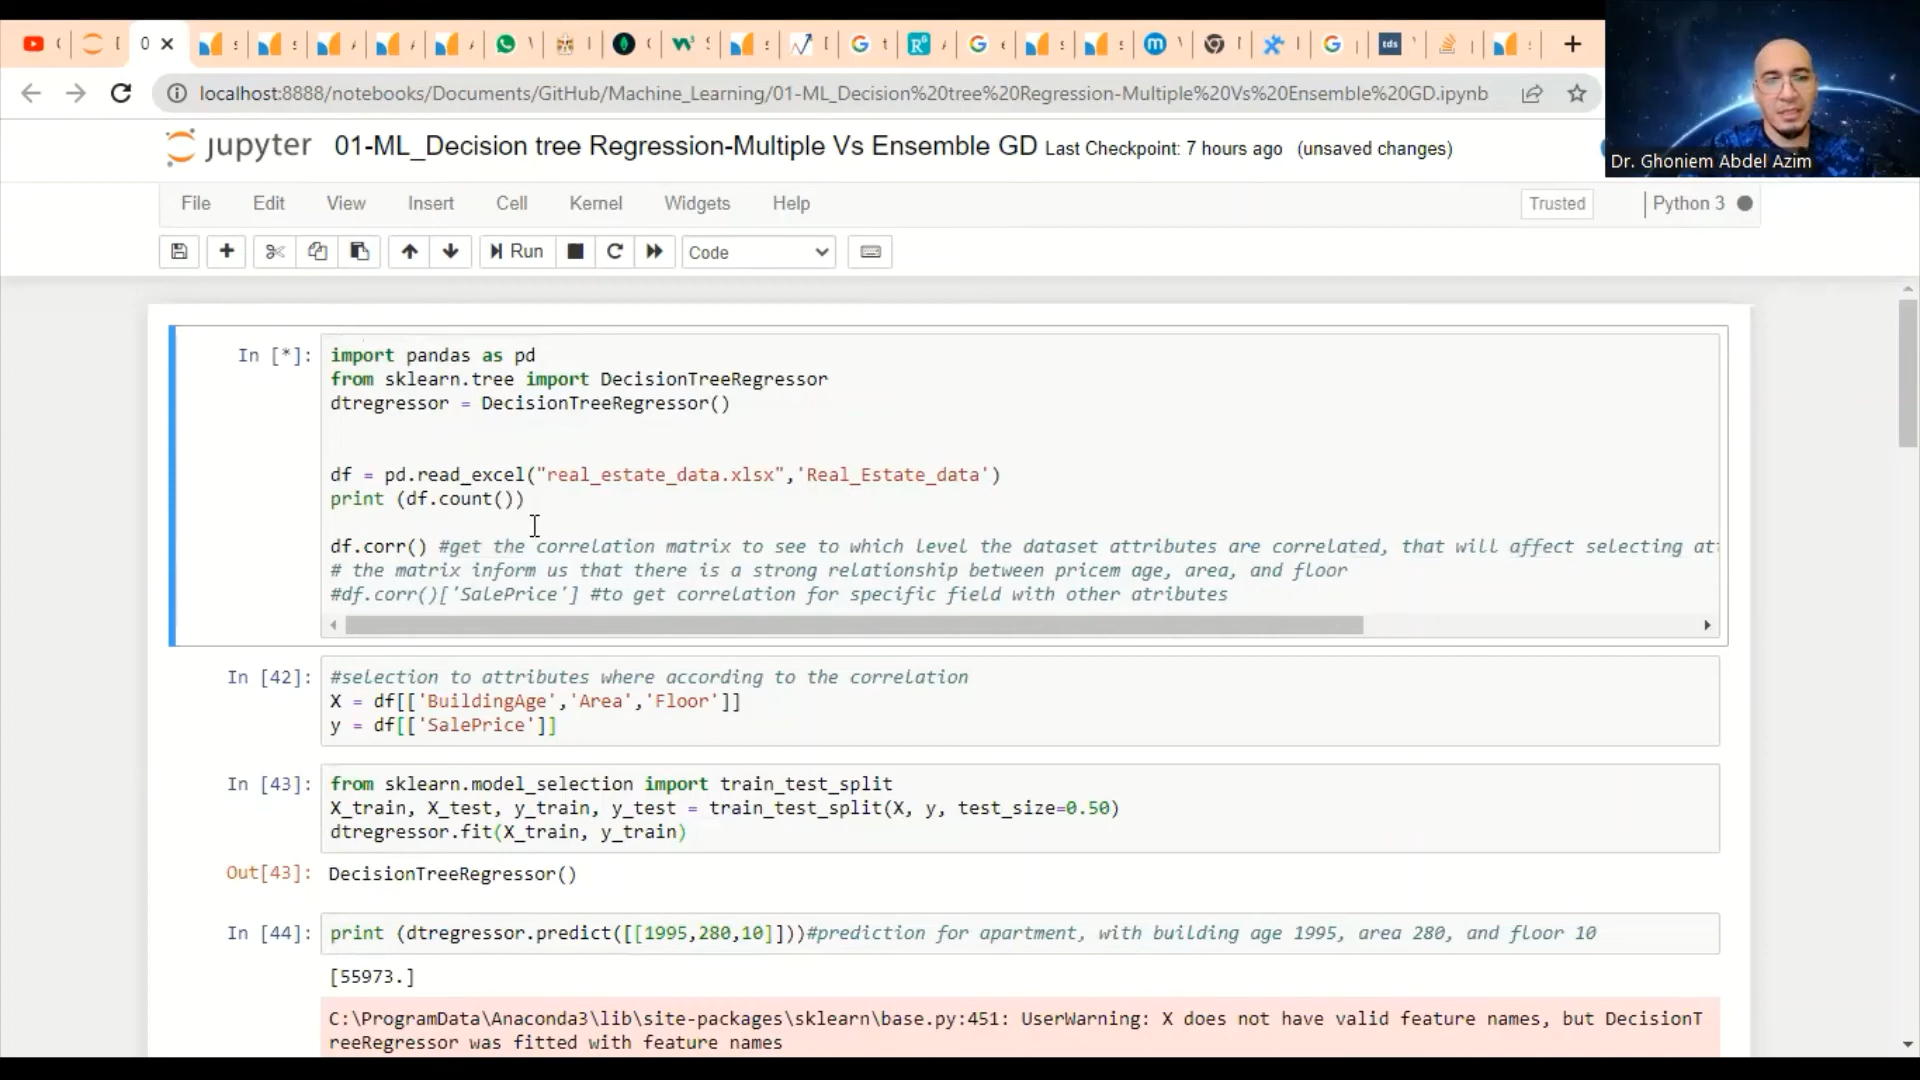 0
tds
localhost:8888/notebooks/Documents/GitHub/Machine_Learning/01-ML_Decision%20tree%20Regression-Multiple%20Vs%20Ensemble%20GD.ipynb
Dr. Ghoniem Abdel Azim
jupyter 01-ML_Decision tree Regression-Multiple Vs Ensemble GD Last Checkpoint: 7 hours ago (unsaved changes)
File Edit View Insert Cell Kernel Widgets Help Trusted Python 3
Run Code
In [*]: import pandas as pd
from sklearn.tree import DecisionTreeRegressor
dtregressor = DecisionTreeRegressor()
df = pd.read_excel("real_estate_data.xlsx",'Real_Estate_data')
print (df.count())
df.corr() #get the correlation matrix to see to which level the dataset attributes are correlated, that will affect selecting at
# the matrix inform us that there is a strong relationship between pricem age, area, and floor
#df.corr()['SalePrice'] #to get correlation for specific field with other atributes
In [42]: #selection to attributes where according to the correlation
X = df[['BuildingAge','Area','Floor']]
y = df[['SalePrice']]
In [43]: from sklearn.model_selection import train_test_split
X_train, X_test, y_train, y_test = train_test_split(X, y, test_size=0.50)
dtregressor.fit(X_train, y_train)
Out[43]: DecisionTreeRegressor()
In [44]: print (dtregressor.predict([[1995,280,10]]))#prediction for apartment, with building age 1995, area 280, and floor 10
[55973.]
C:\ProgramData\Anaconda3\lib\site-packages\sklearn\base.py:451: UserWarning: X does not have valid feature names, but DecisionT
reeRegressor was fitted with feature names